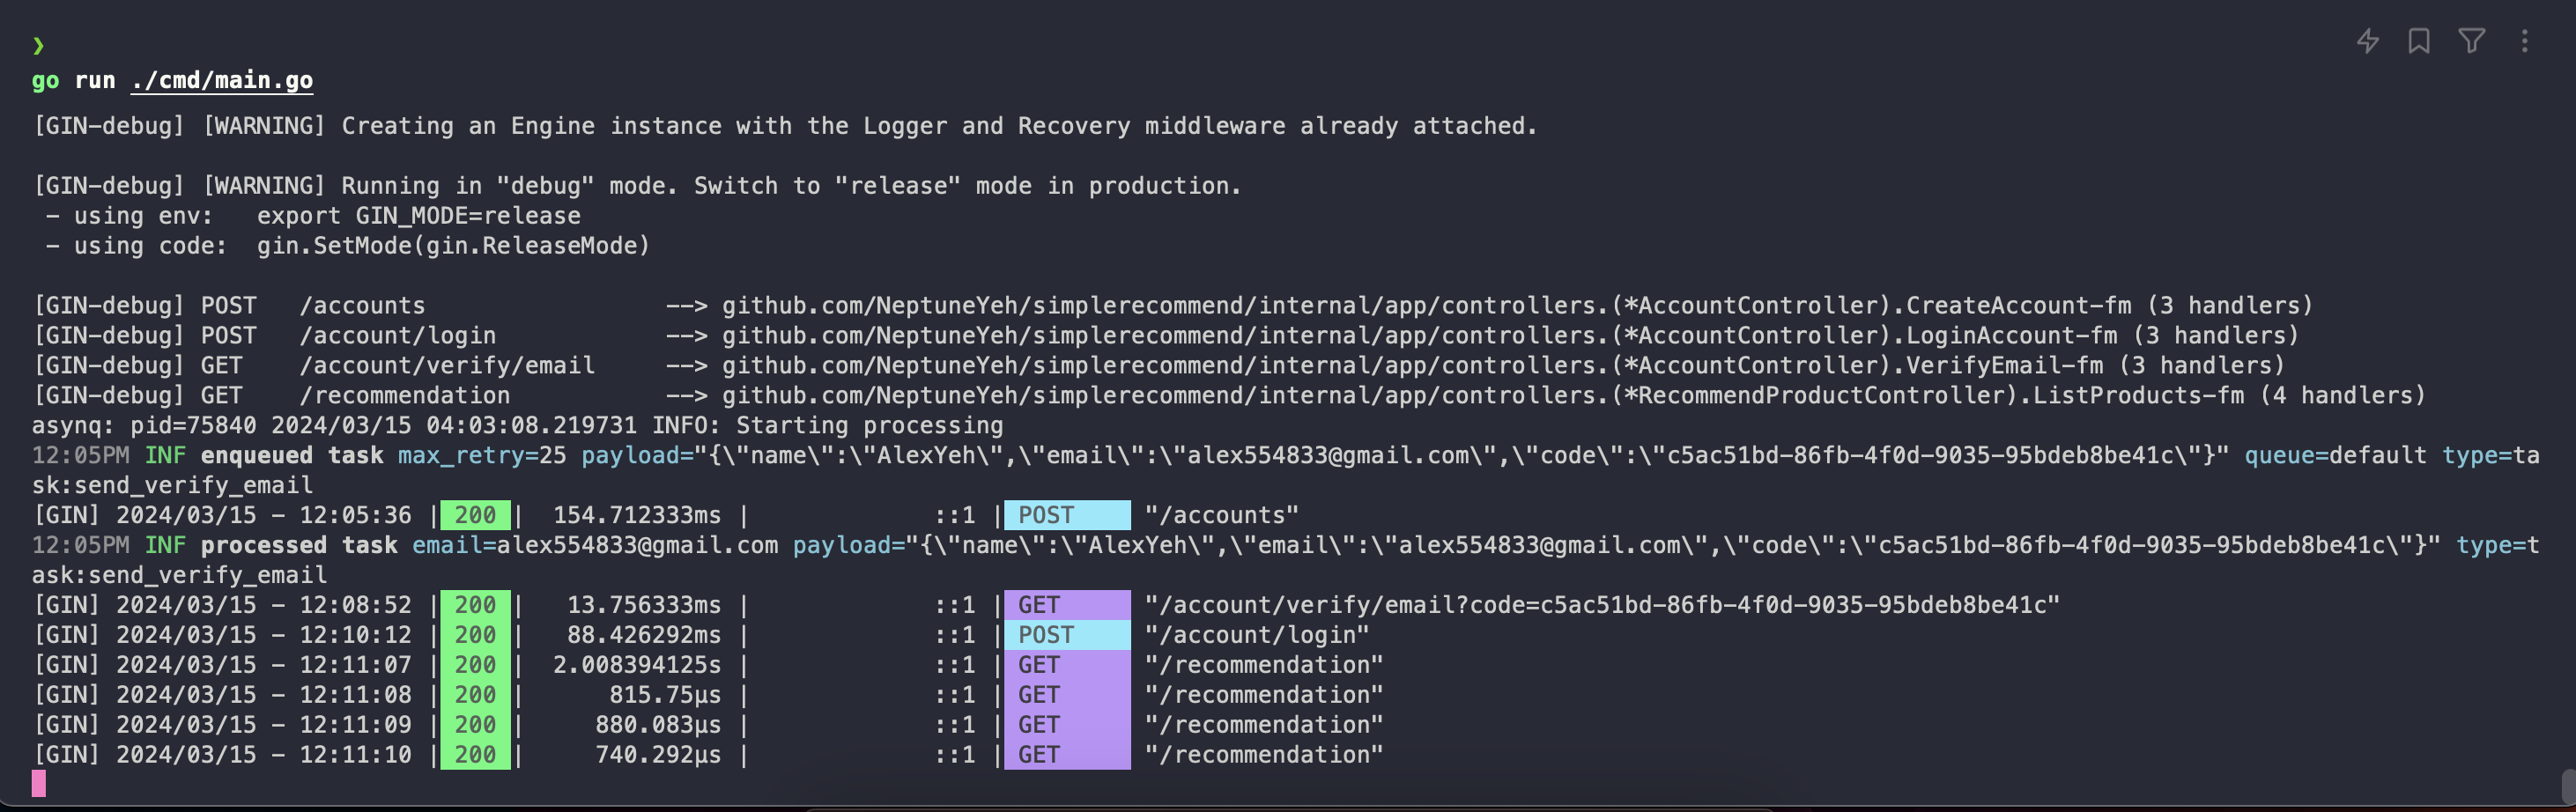 ❯
go run ./cmd/main.go
[GIN-debug] [WARNING] Creating an Engine instance with the Logger and Recovery middleware already attached.
[GIN-debug] [WARNING] Running in "debug" mode. Switch to "release" mode in production.
 - using env:   export GIN_MODE=release
 - using code:  gin.SetMode(gin.ReleaseMode)
[GIN-debug] POST   /accounts                 --> github.com/NeptuneYeh/simplerecommend/internal/app/controllers.(*AccountController).CreateAccount-fm (3 handlers)
[GIN-debug] POST   /account/login            --> github.com/NeptuneYeh/simplerecommend/internal/app/controllers.(*AccountController).LoginAccount-fm (3 handlers)
[GIN-debug] GET    /account/verify/email     --> github.com/NeptuneYeh/simplerecommend/internal/app/controllers.(*AccountController).VerifyEmail-fm (3 handlers)
[GIN-debug] GET    /recommendation           --> github.com/NeptuneYeh/simplerecommend/internal/app/controllers.(*RecommendProductController).ListProducts-fm (4 handlers)
asynq: pid=75840 2024/03/15 04:03:08.219731 INFO: Starting processing
12:05PM INF enqueued task max_retry=25 payload="{\"name\":\"AlexYeh\",\"email\":\"alex554833@gmail.com\",\"code\":\"c5ac51bd-86fb-4f0d-9035-95bdeb8be41c\"}" queue=default type=ta
sk:send_verify_email
[GIN] 2024/03/15 - 12:05:36 | 200 |  154.712333ms |             ::1 | POST     "/accounts"
12:05PM INF processed task email=alex554833@gmail.com payload="{\"name\":\"AlexYeh\",\"email\":\"alex554833@gmail.com\",\"code\":\"c5ac51bd-86fb-4f0d-9035-95bdeb8be41c\"}" type=t
ask:send_verify_email
[GIN] 2024/03/15 - 12:08:52 | 200 |   13.756333ms |             ::1 | GET      "/account/verify/email?code=c5ac51bd-86fb-4f0d-9035-95bdeb8be41c"
[GIN] 2024/03/15 - 12:10:12 | 200 |   88.426292ms |             ::1 | POST     "/account/login"
[GIN] 2024/03/15 - 12:11:07 | 200 |  2.008394125s |             ::1 | GET      "/recommendation"
[GIN] 2024/03/15 - 12:11:08 | 200 |      815.75µs |             ::1 | GET      "/recommendation"
[GIN] 2024/03/15 - 12:11:09 | 200 |     880.083µs |             ::1 | GET      "/recommendation"
[GIN] 2024/03/15 - 12:11:10 | 200 |     740.292µs |             ::1 | GET      "/recommendation"